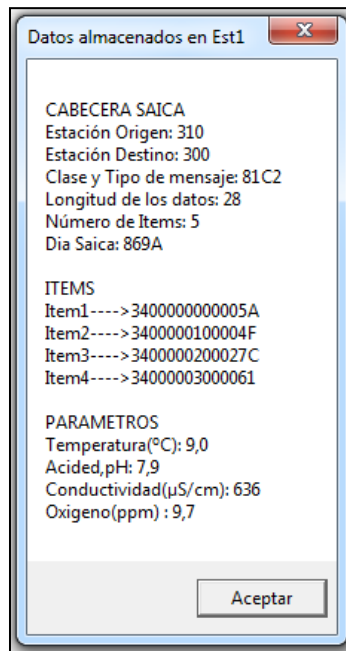 Datos almacenados en Est1
CABECERA SAICA
Estación Origen: 310
Estación Destino: 300
Clase y Tipo de mensaje: 81C2
Longitud de los datos: 28
Número de Items: 5
Dia Saica: 869A
ITEMS
Item1---->3400000000005A
Item2---->3400000100004F
Item3---->3400000200027C
Item4---->34000003000061
PARAMETROS
Temperatura(ºC): 9,0
Acided,pH: 7,9
Conductividad(µS/cm): 636
Oxigeno(ppm) : 9,7
Aceptar